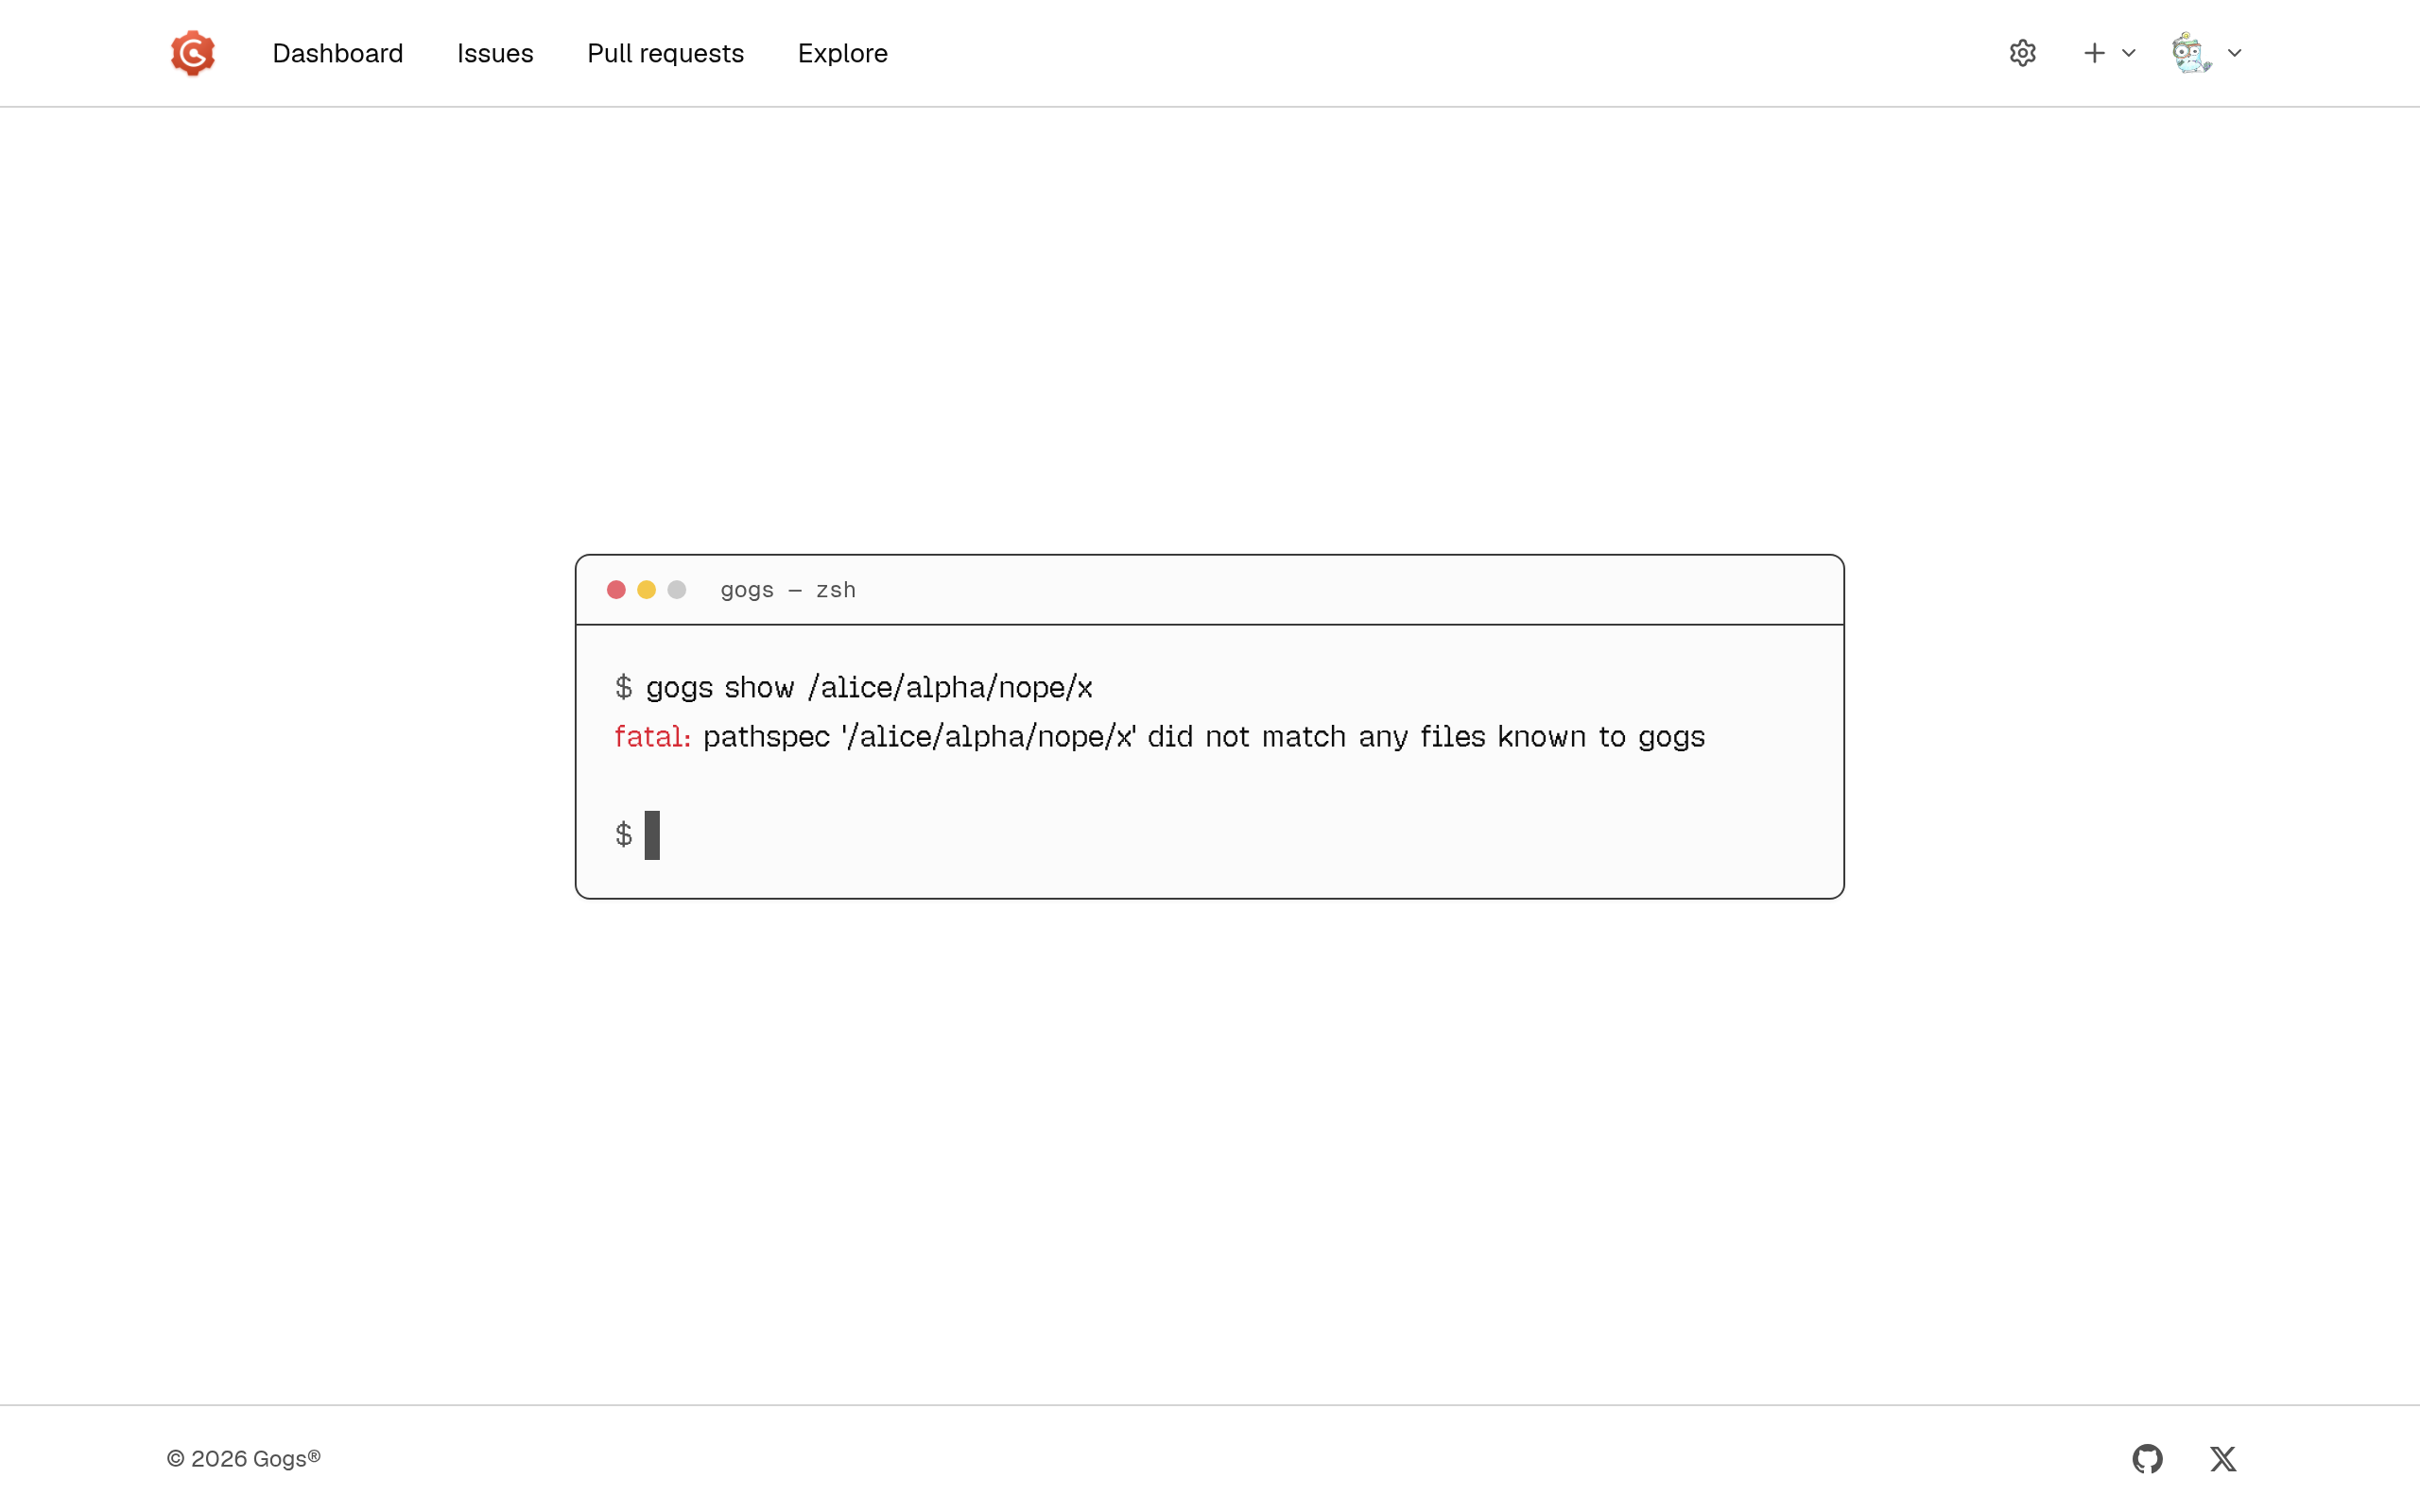 Dashboard Issues Pull requests Explore
gogs — zsh
$ gogs show /alice/alpha/nope/x
fatal: pathspec '/alice/alpha/nope/x' did not match any files known to gogs
$
© 2026 Gogs®